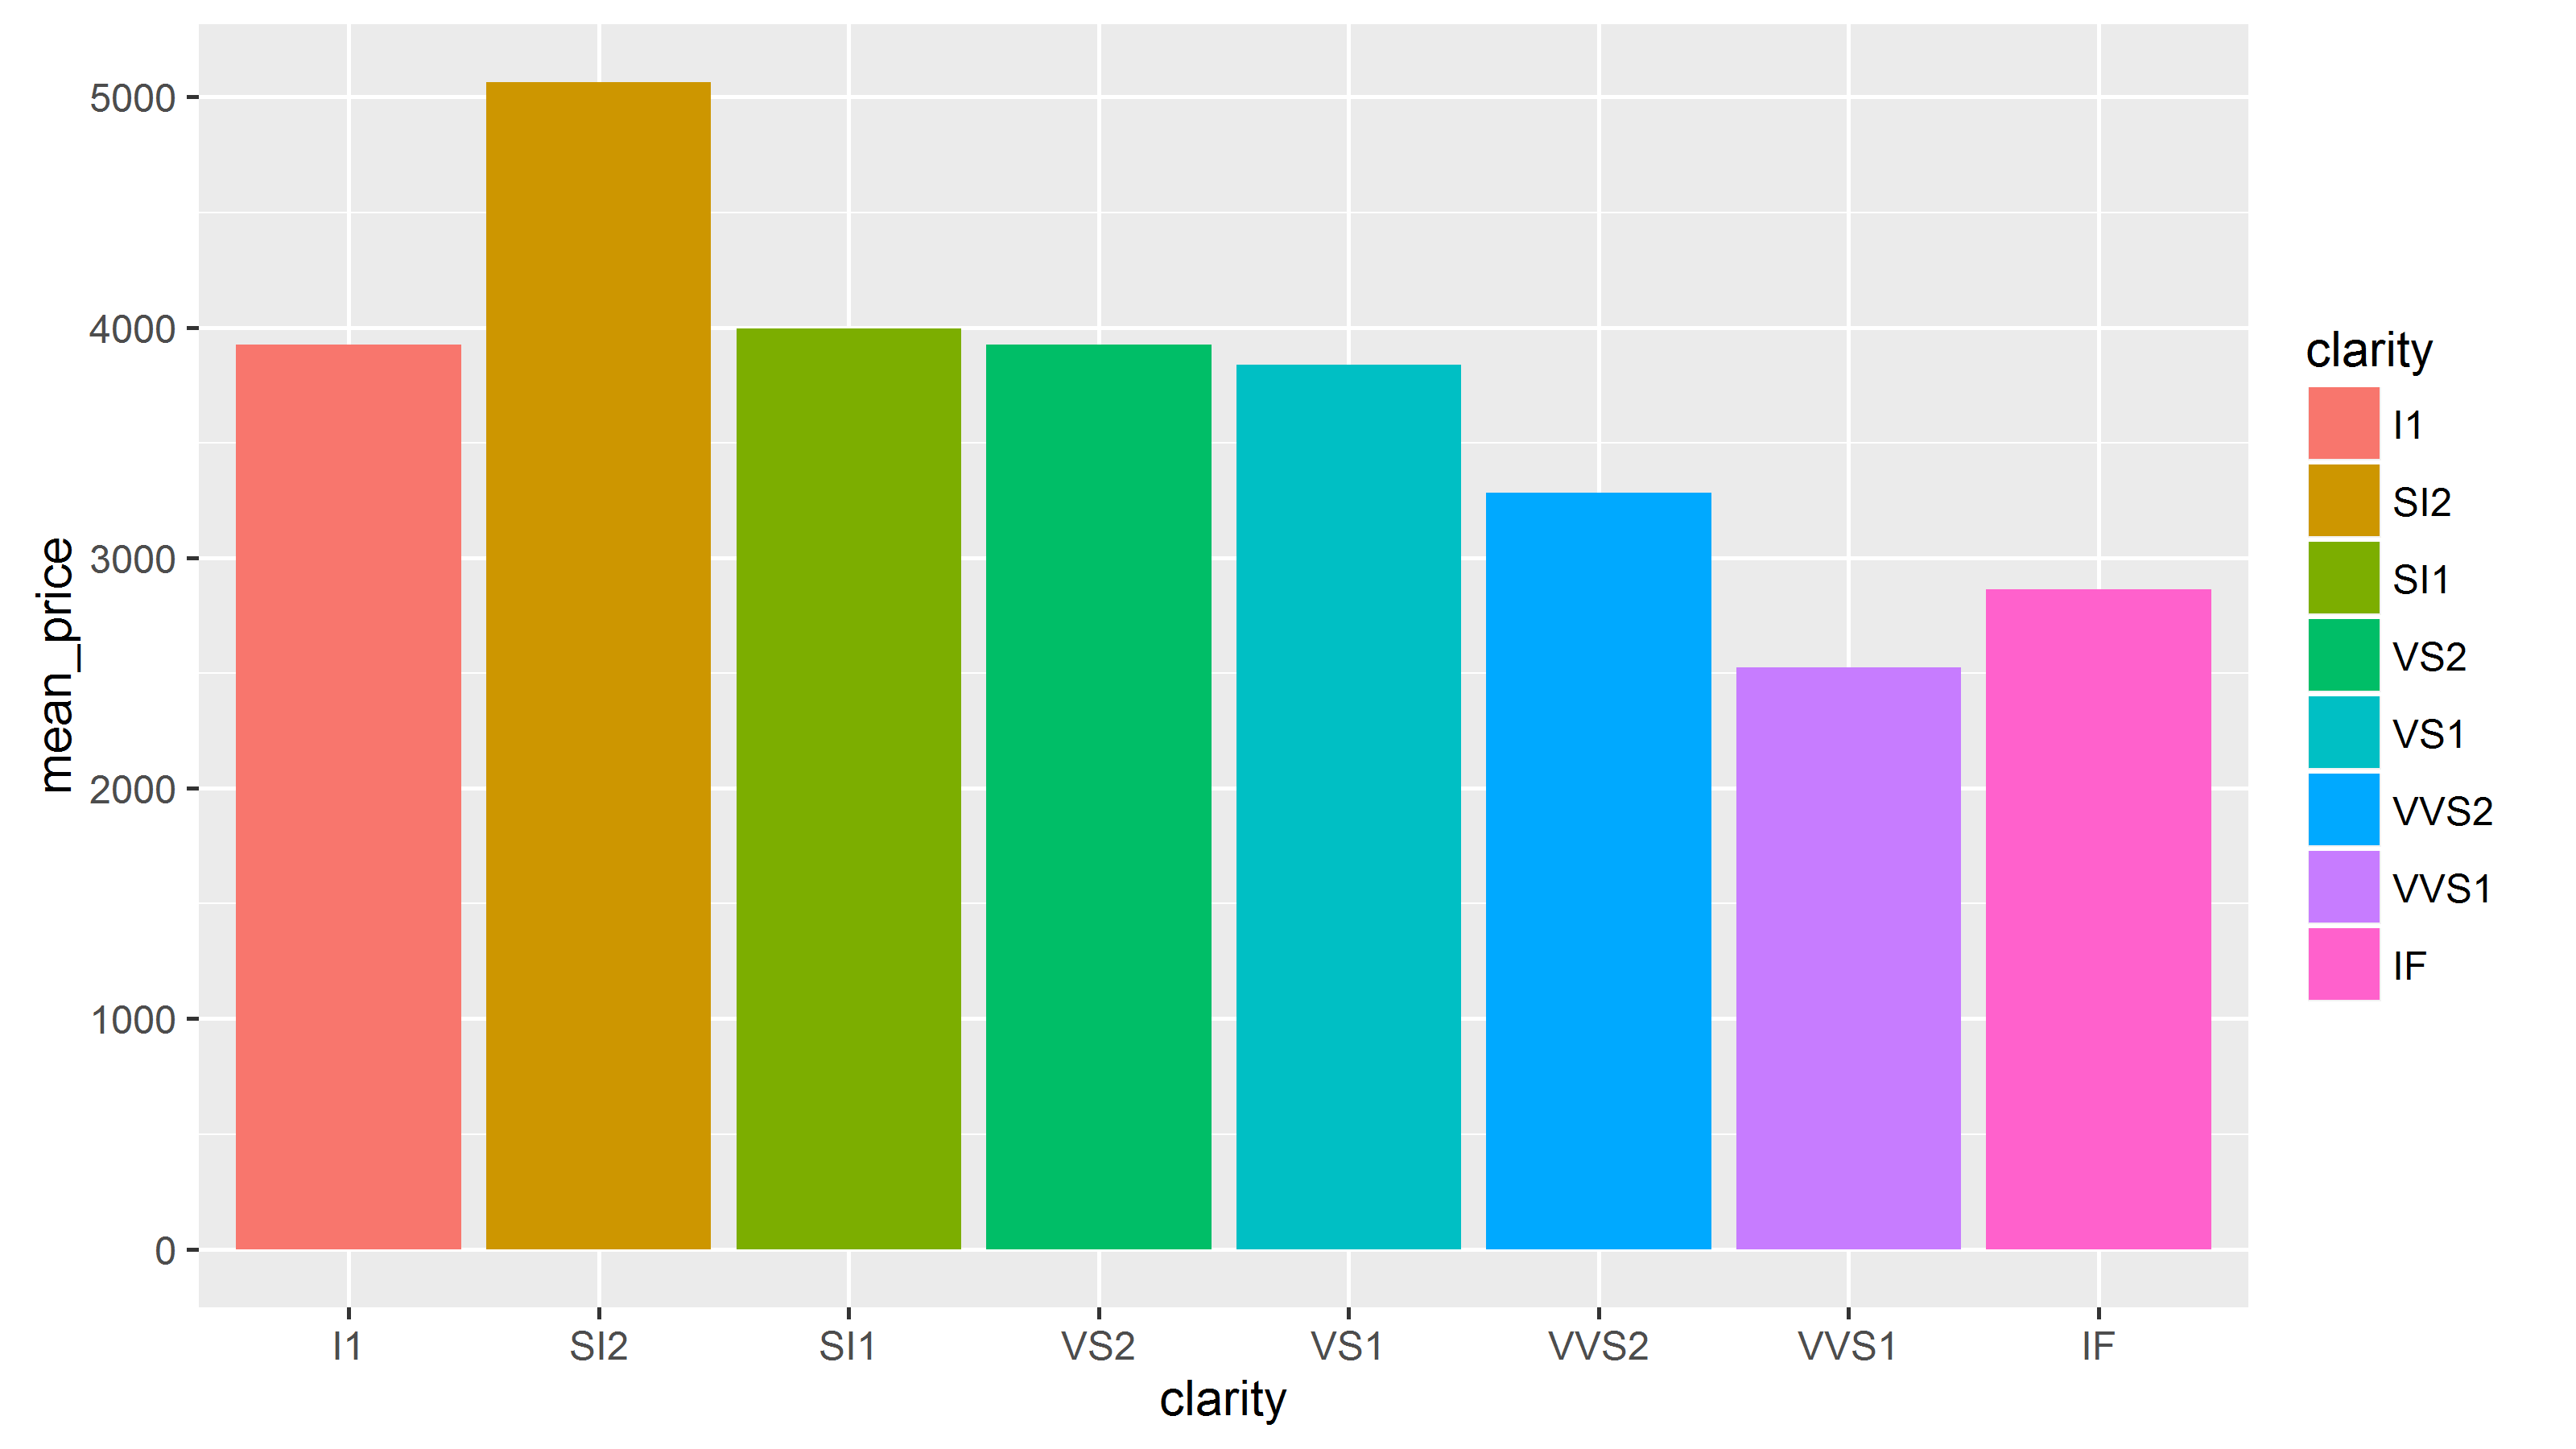 mean_price
5000
4000
3000
2000
1000
0
I1 SI2 SI1 VS2 VS1 VVS2 VVS1 IF
clarity
clarity
I1
SI2
SI1
VS2
VS1
VVS2
VVS1
IF